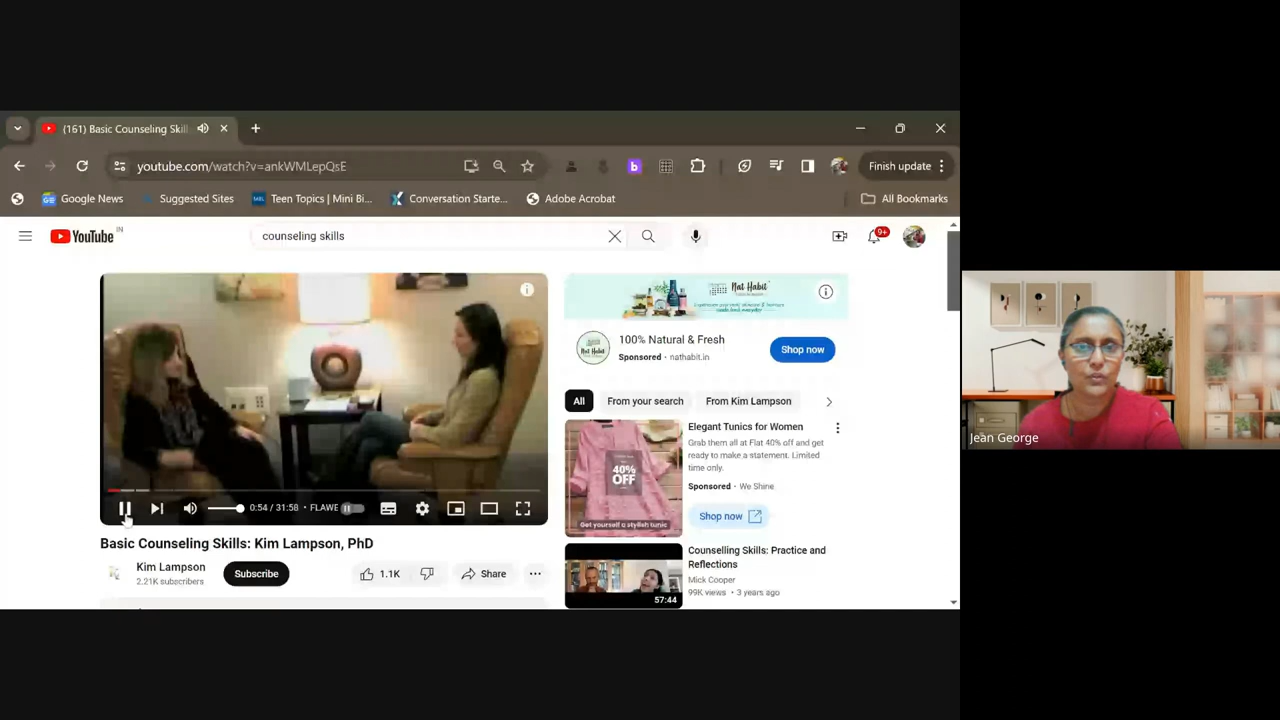 (161) Basic Counseling Skill
youtube.com/watch?v=ankWMLepQsE
b
Finish update
Google News
Suggested Sites
MBL
Teen Topics | Mini Bi...
Conversation Starte...
Adobe Acrobat
All Bookmarks
YouTube IN
counseling skills
9+
Nat Habit
100% Natural & Fresh
Sponsored • nathabit.in
Shop now
All
From your search
From Kim Lampson
Elegant Tunics for Women
Grab them all at Flat 40% off and get
ready to make a statement. Limited
time only.
Sponsored • We Shine
Shop now
40%
OFF
Get yourself a stylish tunic
0:54 / 31:58 • FLAWE
Basic Counseling Skills: Kim Lampson, PhD
Kim Lampson
2.21K subscribers
Subscribe
1.1K
Share
Counselling Skills: Practice and
Reflections
Mick Cooper
99K views • 3 years ago
57:44
Jean George